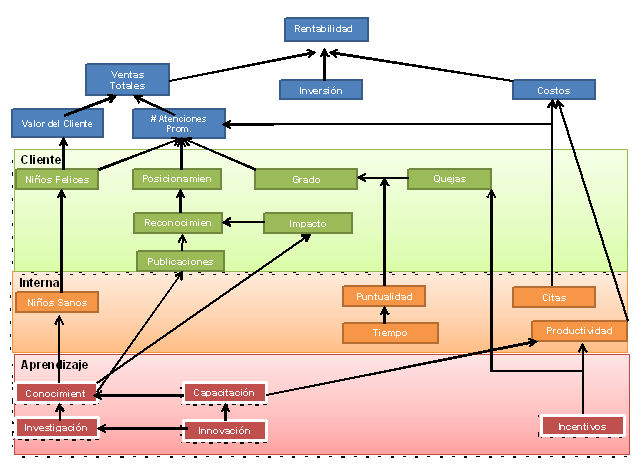 Rentabilidad
Ventas
Totales
Inversión
Costos
Valor del Cliente
# Atenciones
Prom.
Cliente
Niños Felices
Posicionamien
Grado
Quejas
Reconocimien
Impacto
Publicaciones
Interna
Niños Sanos
Puntualidad
Citas
Tiempo
Productividad
Aprendizaje
Conocimient
Capacitación
Investigación
Innovación
Incentivos